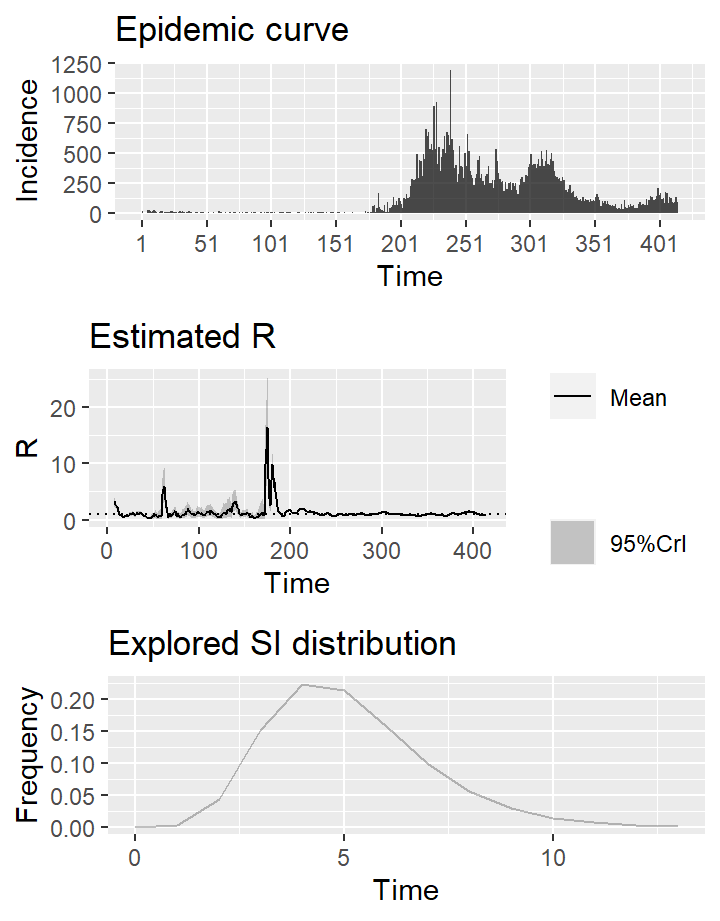 Epidemic curve
Incidence
1250
1000
750
500
250
0
1 51 101 151 201 251 301 351 401
Time
Estimated R
R
20
10
0
0 100 200 300 400
Time
Mean
95%CrI
Explored SI distribution
Frequency
0.20
0.15
0.10
0.05
0.00
0 5 10
Time